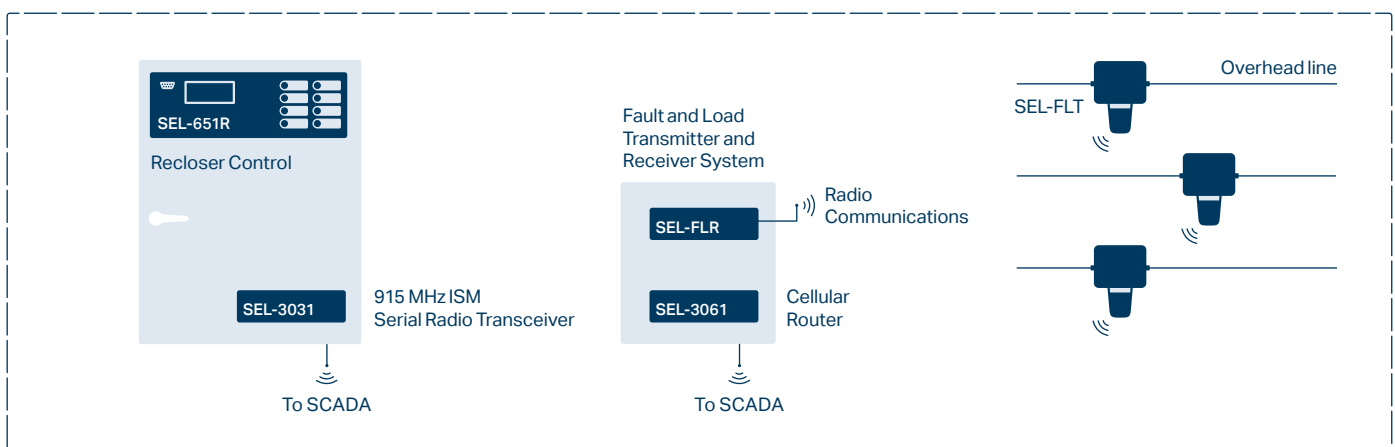 SEL-651R
Recloser Control
SEL-3031
915 MHz ISM
Serial Radio Transceiver
To SCADA
Fault and Load
Transmitter and
Receiver System
SEL-FLR
Radio
Communications
SEL-3061
Cellular
Router
To SCADA
Overhead line
SEL-FLT